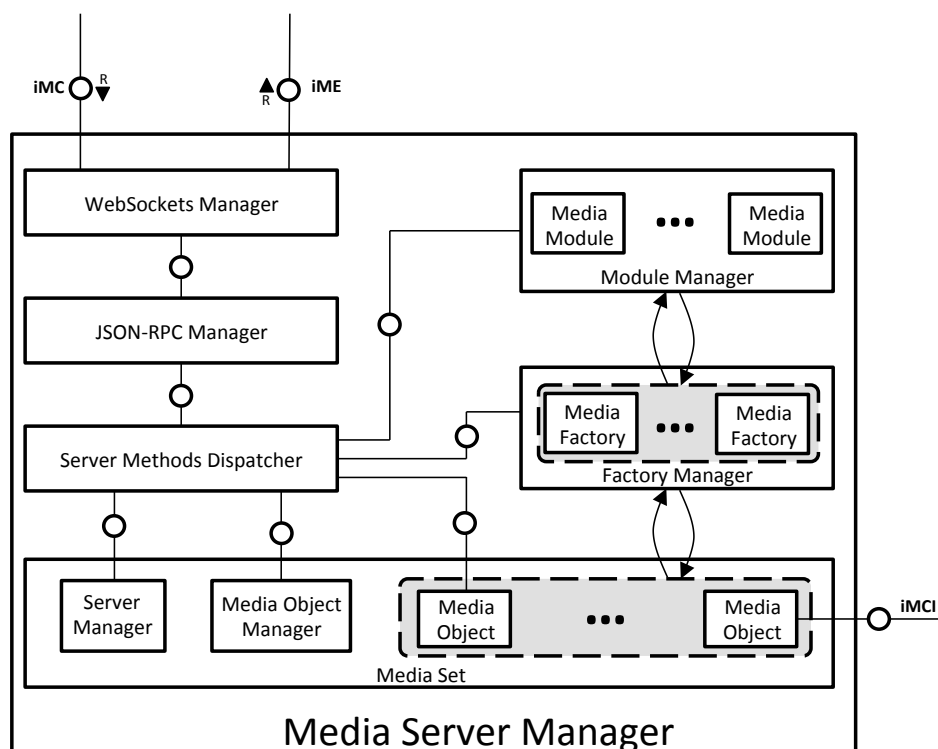 iMC
R
R
iME
WebSockets Manager
Media
Module
•••
Media
Module
Module Manager
JSON-RPC Manager
Media
Factory
•••
Media
Factory
Factory Manager
Server Methods Dispatcher
Server
Manager
Media Object
Manager
Media
Object
•••
Media
Object
iMCI
Media Set
Media Server Manager